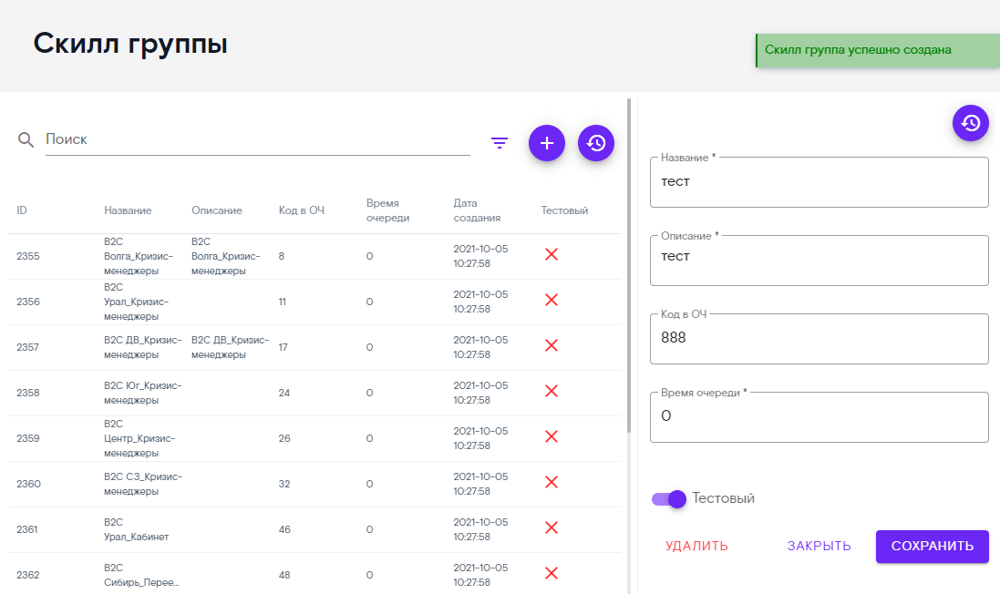 Скилл группы
Скилл группа успешно создана
Поиск
ID Название Описание Код в ОЧ Время очереди Дата создания Тестовый
2355 B2C Волга_Кризис-менеджеры B2C Волга_Кризис-менеджеры 8 0 2021-10-05 10:27:58
2356 B2C Урал_Кризис-менеджеры 11 0 2021-10-05 10:27:58
2357 B2C ДВ_Кризис-менеджеры B2C ДВ_Кризис-менеджеры 17 0 2021-10-05 10:27:58
2358 B2C Юг_Кризис-менеджеры 24 0 2021-10-05 10:27:58
2359 B2C Центр_Кризис-менеджеры 26 0 2021-10-05 10:27:58
2360 B2C СЗ_Кризис-менеджеры 32 0 2021-10-05 10:27:58
2361 B2C Урал_Кабинет 46 0 2021-10-05 10:27:58
2362 B2C Сибирь_Перее... 48 0 2021-10-05 10:27:58
Название *
тест
Описание *
тест
Код в ОЧ
888
Время очереди *
0
Тестовый
УДАЛИТЬ ЗАКРЫТЬ СОХРАНИТЬ